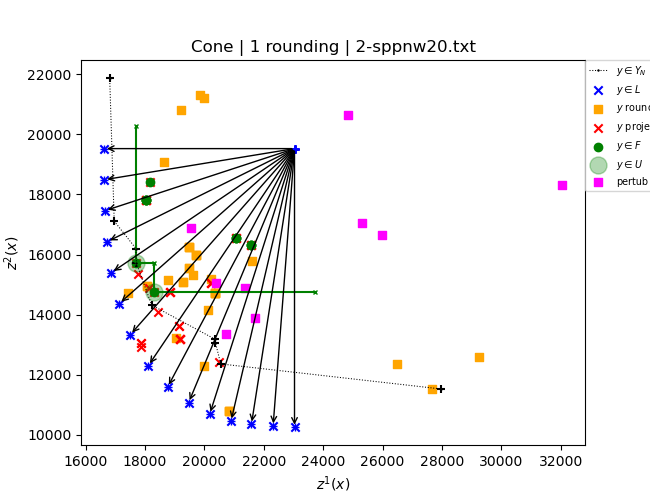 Cone | 1 rounding | 2-sppnw20.txt
22000
20000
18000
16000
14000
12000
10000
z²(x)
16000 18000 20000 22000 24000 26000 28000 30000 32000
z¹(x)
y ∈ Y_N
y ∈ L
y roun
y proje
y ∈ F
y ∈ U
pertub